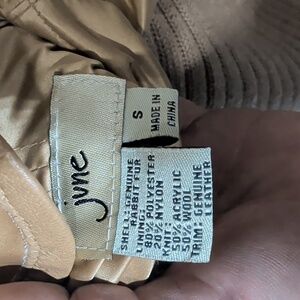 june
S
MADE IN
CHINA
SHELL: GENUINE
RABBIT FUR
LINING:
80% POLYESTER
20% NYLON
KNIT:
50% ACRYLIC
50% WOOL
TRIM: GENUINE
LEATHER